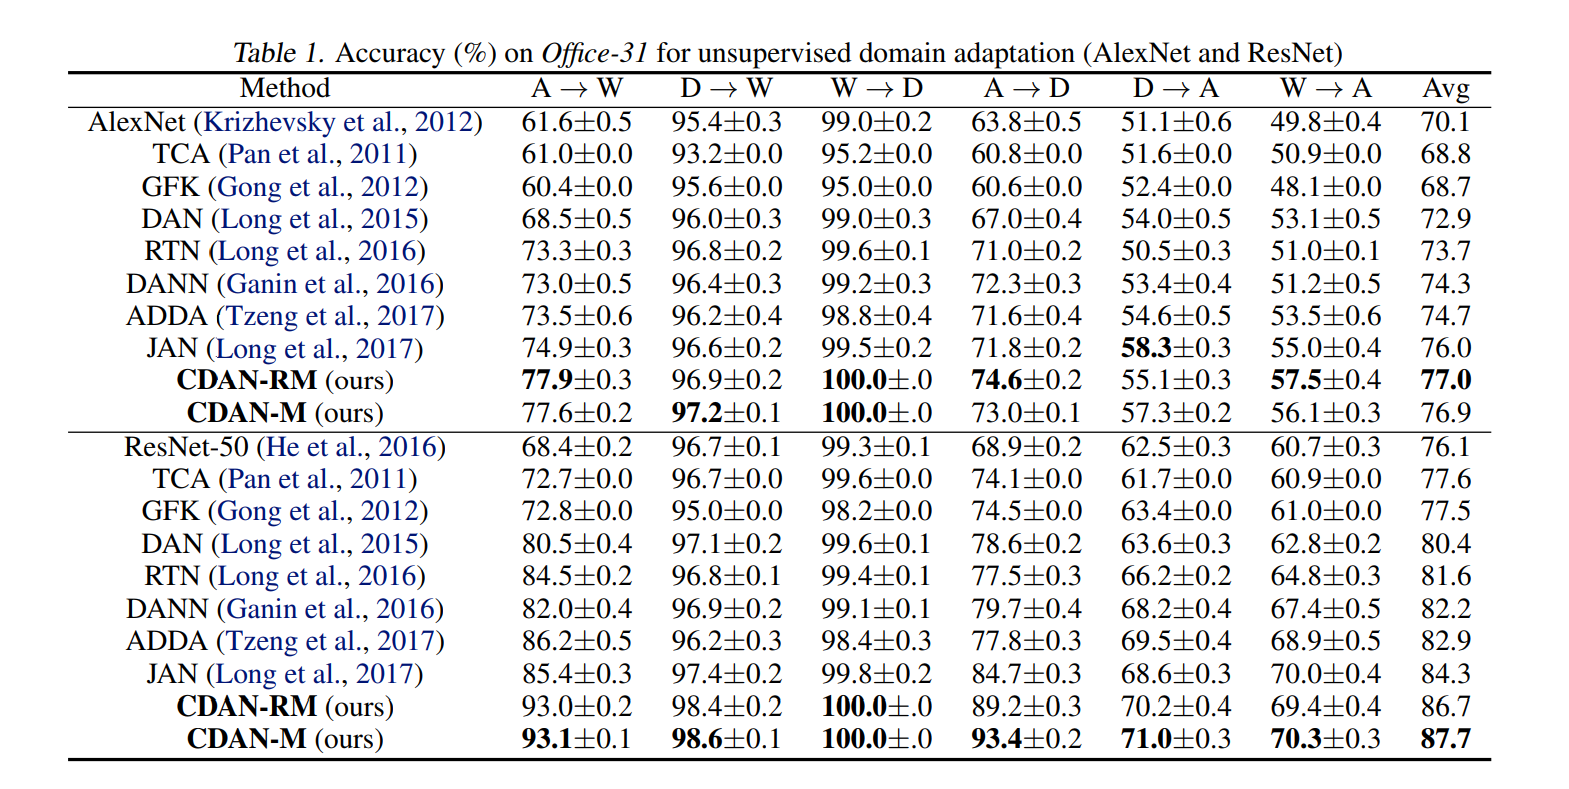 Table 1. Accuracy (%) on Office-31 for unsupervised domain adaptation (AlexNet and ResNet)
Method A → W D → W W → D A → D D → A W → A Avg
AlexNet (Krizhevsky et al., 2012) 61.6±0.5 95.4±0.3 99.0±0.2 63.8±0.5 51.1±0.6 49.8±0.4 70.1
TCA (Pan et al., 2011) 61.0±0.0 93.2±0.0 95.2±0.0 60.8±0.0 51.6±0.0 50.9±0.0 68.8
GFK (Gong et al., 2012) 60.4±0.0 95.6±0.0 95.0±0.0 60.6±0.0 52.4±0.0 48.1±0.0 68.7
DAN (Long et al., 2015) 68.5±0.5 96.0±0.3 99.0±0.3 67.0±0.4 54.0±0.5 53.1±0.5 72.9
RTN (Long et al., 2016) 73.3±0.3 96.8±0.2 99.6±0.1 71.0±0.2 50.5±0.3 51.0±0.1 73.7
DANN (Ganin et al., 2016) 73.0±0.5 96.4±0.3 99.2±0.3 72.3±0.3 53.4±0.4 51.2±0.5 74.3
ADDA (Tzeng et al., 2017) 73.5±0.6 96.2±0.4 98.8±0.4 71.6±0.4 54.6±0.5 53.5±0.6 74.7
JAN (Long et al., 2017) 74.9±0.3 96.6±0.2 99.5±0.2 71.8±0.2 58.3±0.3 55.0±0.4 76.0
CDAN-RM (ours) 77.9±0.3 96.9±0.2 100.0±.0 74.6±0.2 55.1±0.3 57.5±0.4 77.0
CDAN-M (ours) 77.6±0.2 97.2±0.1 100.0±.0 73.0±0.1 57.3±0.2 56.1±0.3 76.9
ResNet-50 (He et al., 2016) 68.4±0.2 96.7±0.1 99.3±0.1 68.9±0.2 62.5±0.3 60.7±0.3 76.1
TCA (Pan et al., 2011) 72.7±0.0 96.7±0.0 99.6±0.0 74.1±0.0 61.7±0.0 60.9±0.0 77.6
GFK (Gong et al., 2012) 72.8±0.0 95.0±0.0 98.2±0.0 74.5±0.0 63.4±0.0 61.0±0.0 77.5
DAN (Long et al., 2015) 80.5±0.4 97.1±0.2 99.6±0.1 78.6±0.2 63.6±0.3 62.8±0.2 80.4
RTN (Long et al., 2016) 84.5±0.2 96.8±0.1 99.4±0.1 77.5±0.3 66.2±0.2 64.8±0.3 81.6
DANN (Ganin et al., 2016) 82.0±0.4 96.9±0.2 99.1±0.1 79.7±0.4 68.2±0.4 67.4±0.5 82.2
ADDA (Tzeng et al., 2017) 86.2±0.5 96.2±0.3 98.4±0.3 77.8±0.3 69.5±0.4 68.9±0.5 82.9
JAN (Long et al., 2017) 85.4±0.3 97.4±0.2 99.8±0.2 84.7±0.3 68.6±0.3 70.0±0.4 84.3
CDAN-RM (ours) 93.0±0.2 98.4±0.2 100.0±.0 89.2±0.3 70.2±0.4 69.4±0.4 86.7
CDAN-M (ours) 93.1±0.1 98.6±0.1 100.0±.0 93.4±0.2 71.0±0.3 70.3±0.3 87.7